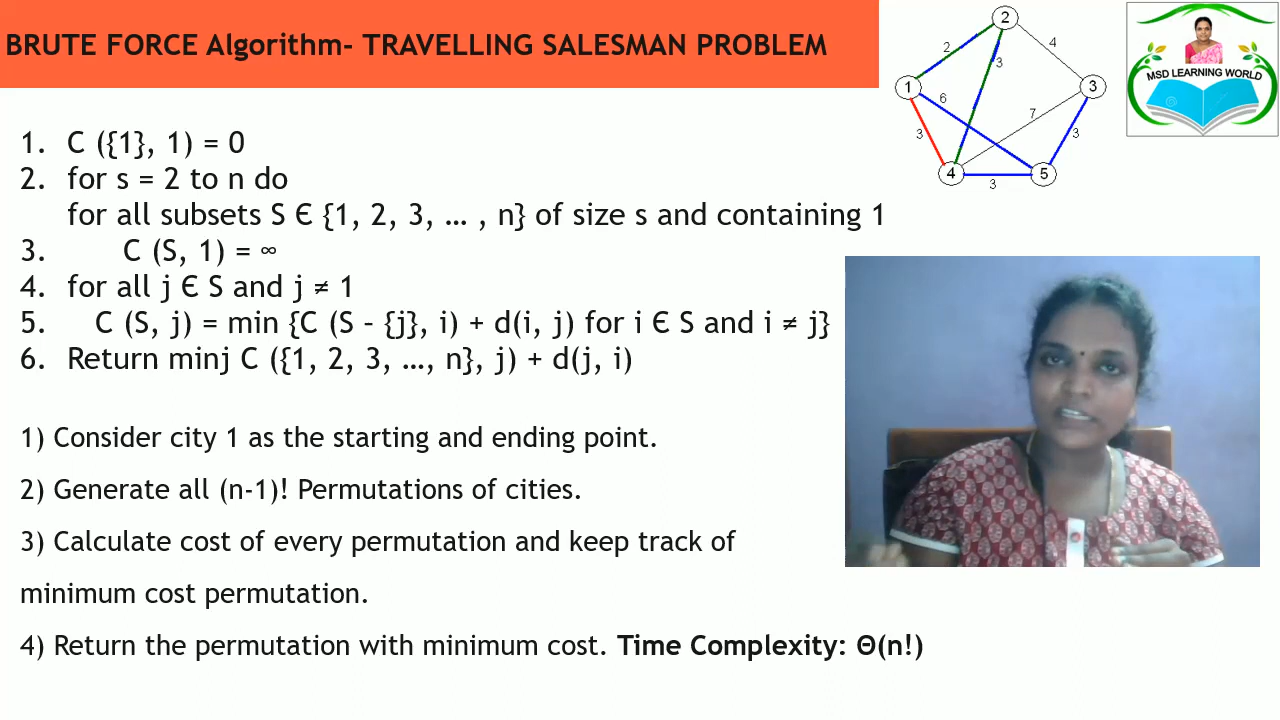 BRUTE FORCE Algorithm- TRAVELLING SALESMAN PROBLEM
1. C ({1}, 1) = 0
2. for s = 2 to n do
for all subsets S Є {1, 2, 3, … , n} of size s and containing 1
3. C (S, 1) = ∞
4. for all j Є S and j ≠ 1
5. C (S, j) = min {C (S – {j}, i) + d(i, j) for i Є S and i ≠ j}
6. Return minj C ({1, 2, 3, …, n}, j) + d(j, i)
1) Consider city 1 as the starting and ending point.
2) Generate all (n-1)! Permutations of cities.
3) Calculate cost of every permutation and keep track of
minimum cost permutation.
4) Return the permutation with minimum cost. Time Complexity: Θ(n!)
2
2
4
3
1
6
3
7
3
3
4
5
3
MSD LEARNING WORLD